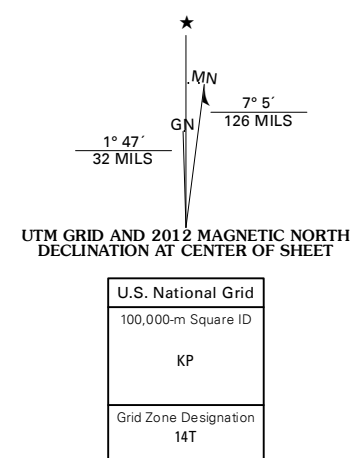 ★
MN
GN
7° 5´
126 MILS
1° 47´
32 MILS
UTM GRID AND 2012 MAGNETIC NORTH
DECLINATION AT CENTER OF SHEET
U.S. National Grid
100,000-m Square ID
KP
Grid Zone Designation
14T